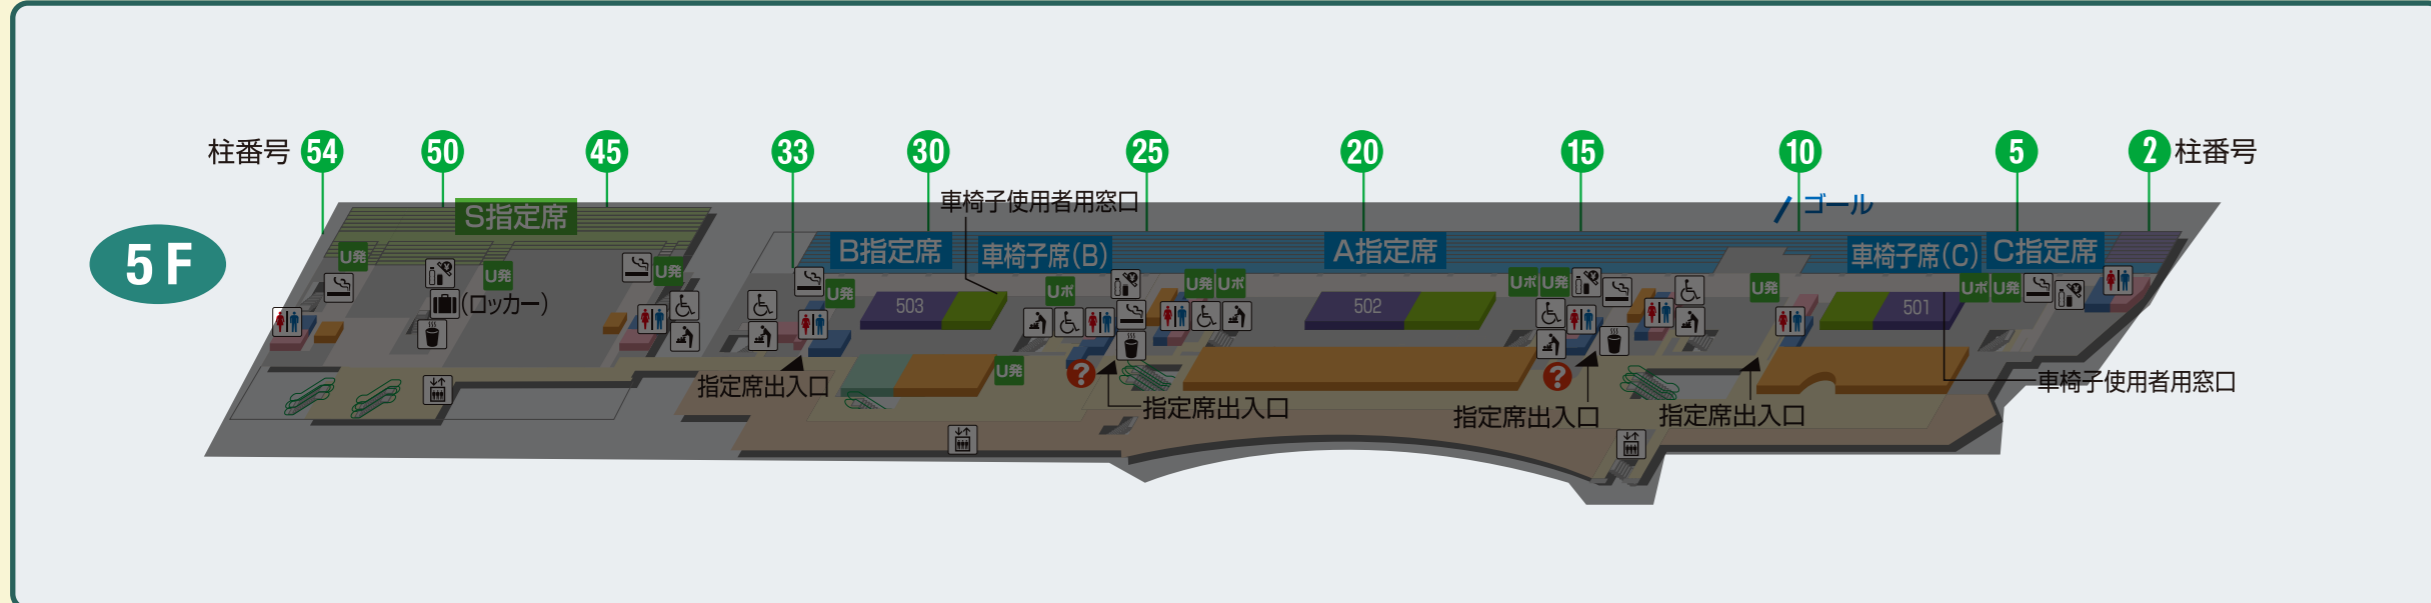 柱番号 54 50 45 33 30 25 20 15 10 5 2 柱番号
車椅子使用者用窓口
ゴール
S指定席
5F
B指定席 車椅子席(B) A指定席 車椅子席(C) C指定席
U発 U発 U発 U発 Uポ U発 Uポ Uポ U発 U発 Uポ U発
(ロッカー)
503 502 501
U発
? ?
指定席出入口
車椅子使用者用窓口
指定席出入口 指定席出入口 指定席出入口